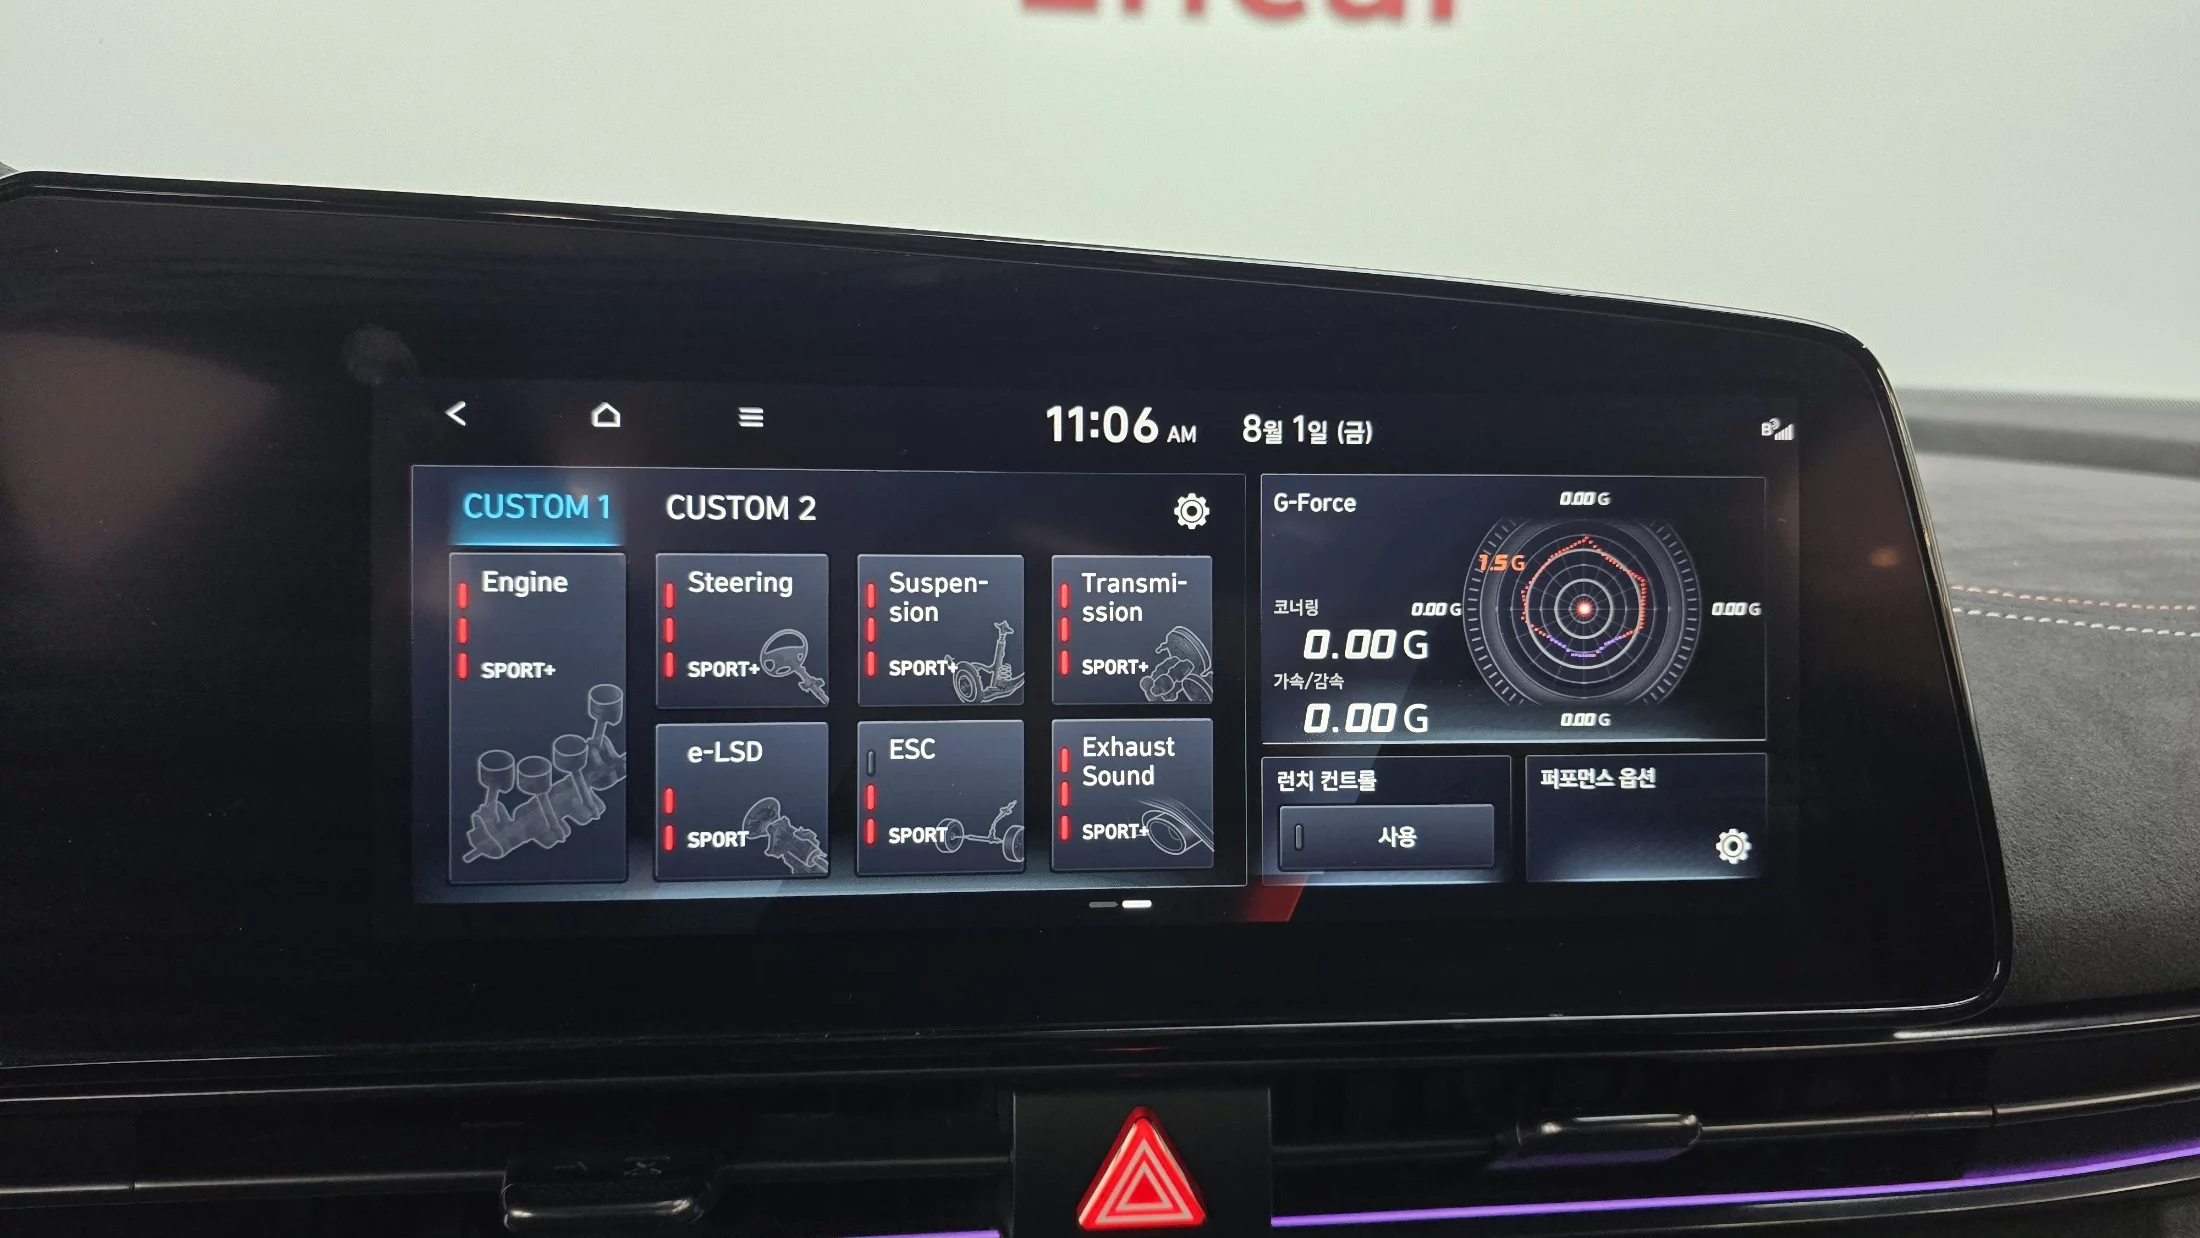 Encar
11:06 AM 8월 1일 (금)
B
CUSTOM 1 CUSTOM 2
Engine
SPORT+
Steering
SPORT+
Suspen-
sion
SPORT+
Transmi-
ssion
SPORT+
e-LSD
SPORT
ESC
SPORT
Exhaust
Sound
SPORT+
G-Force
0.00 G
1.5 G
코너링
0.00 G
0.00 G
0.00 G
가속/감속
0.00 G
0.00 G
런치 컨트롤
사용
퍼포먼스 옵션